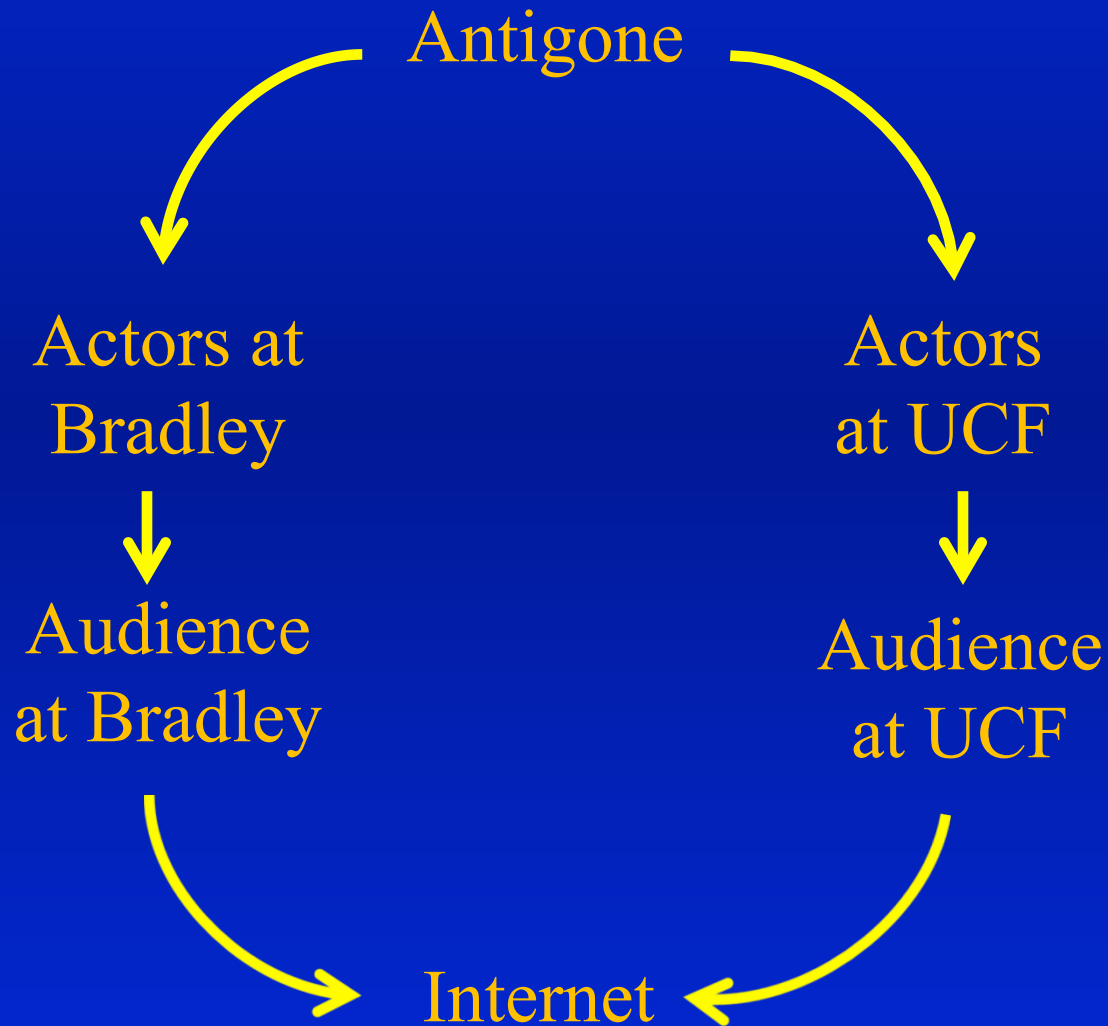 Antigone
Actors at
Bradley
Actors
at UCF
Audience
at Bradley
Audience
at UCF
Internet